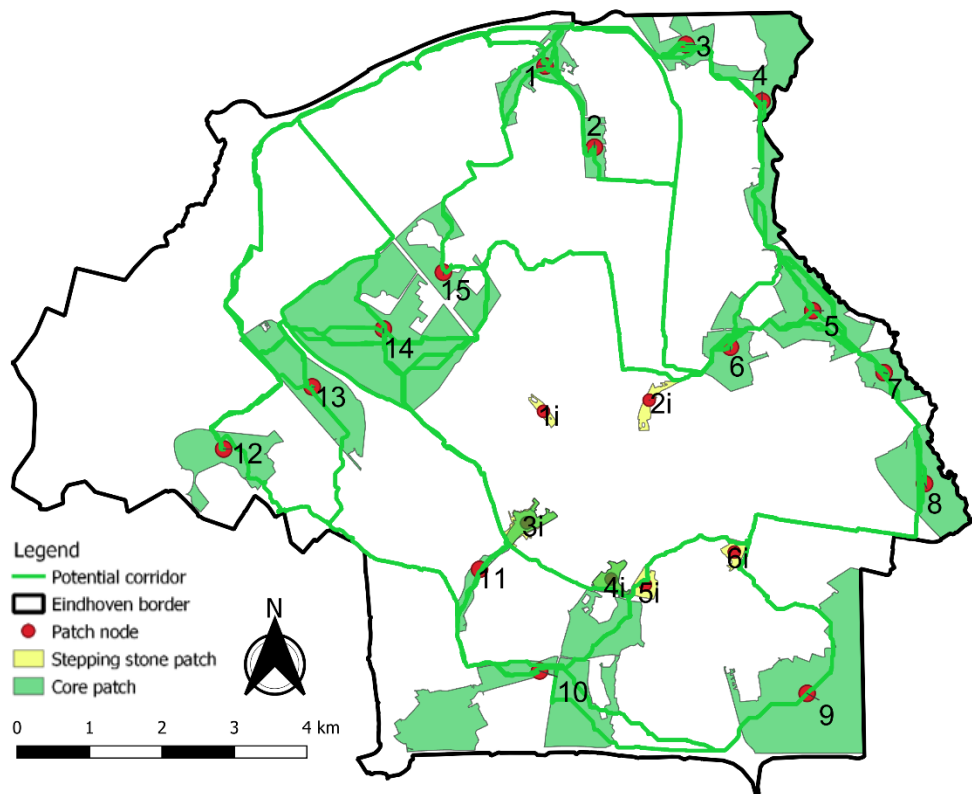 3
1
4
2
15
5
14
6
7
13
1i
2i
12
8
3i
Legend
6i
Potential corridor
11
4i
5i
Eindhoven border
N
Patch node
Stepping stone patch
10
Core patch
9
0 1 2 3 4 km